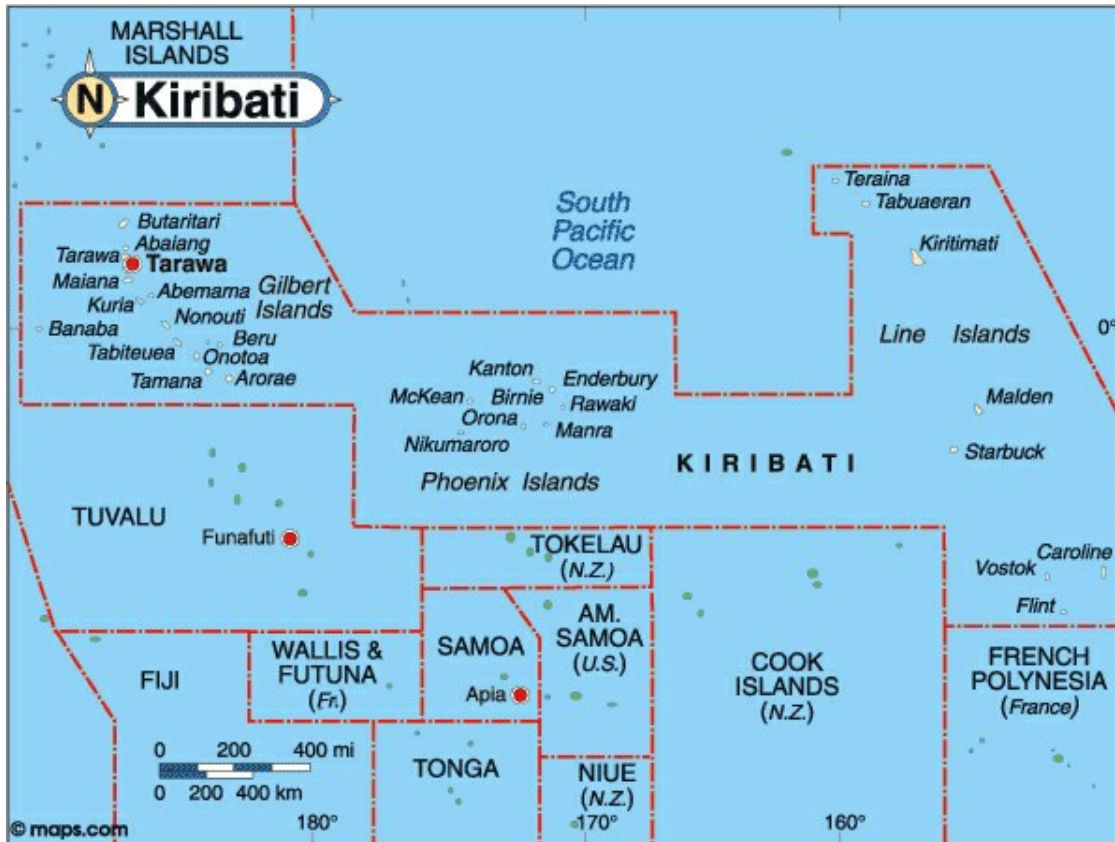 MARSHALL
ISLANDS
N Kiribati
South
Pacific
Ocean
Teraina
Tabuaeran
Kiritimati
Butaritari
Abaiang
Tarawa
Tarawa
Maiana
Gilbert
Islands
Kuria
Abemama
Nonouti
Banaba
Beru
Tabiteuea
Onotoa
Tamana
Arorae
Line Islands
0°
Kanton
Enderbury
McKean
Birnie
Rawaki
Orona
Manra
Nikumaroro
Malden
Starbuck
KIRIBATI
Phoenix Islands
TUVALU
Funafuti
TOKELAU
(N.Z.)
Caroline
Vostok
Flint
WALLIS &
FUTUNA
(Fr.)
SAMOA
Apia
AM.
SAMOA
(U.S.)
COOK
ISLANDS
(N.Z.)
FRENCH
POLYNESIA
(France)
FIJI
0 200 400 mi
0 200 400 km
TONGA
NIUE
(N.Z.)
© maps.com
180°
170°
160°